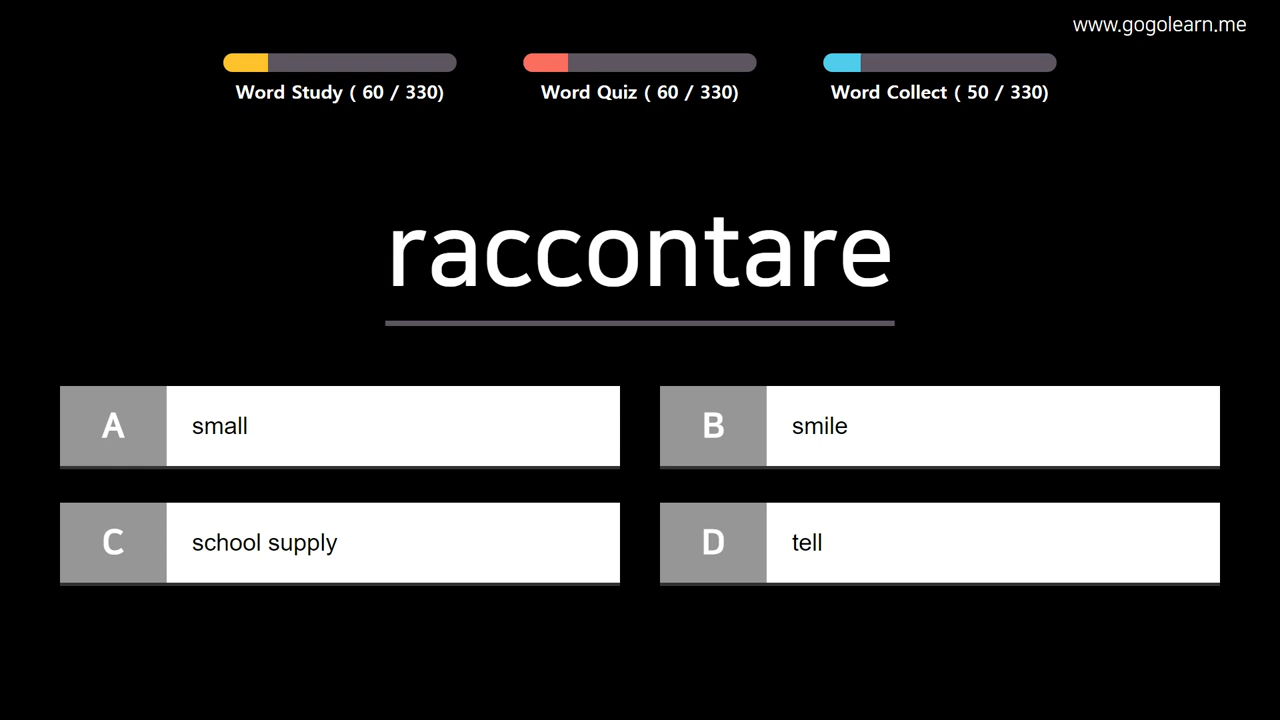 www.gogolearn.me
Word Study ( 60 / 330)
Word Quiz ( 60 / 330)
Word Collect ( 50 / 330)
raccontare
A small
B smile
C school supply
D tell